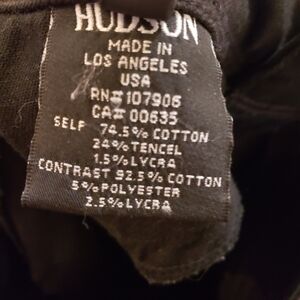 HUDSON
MADE IN
LOS ANGELES
USA
RN#107906
CA#00635
SELF 74.5% COTTON
24% TENCEL
1.5% LYCRA
CONTRAST 92.5% COTTON
5% POLYESTER
2.5% LYCRA